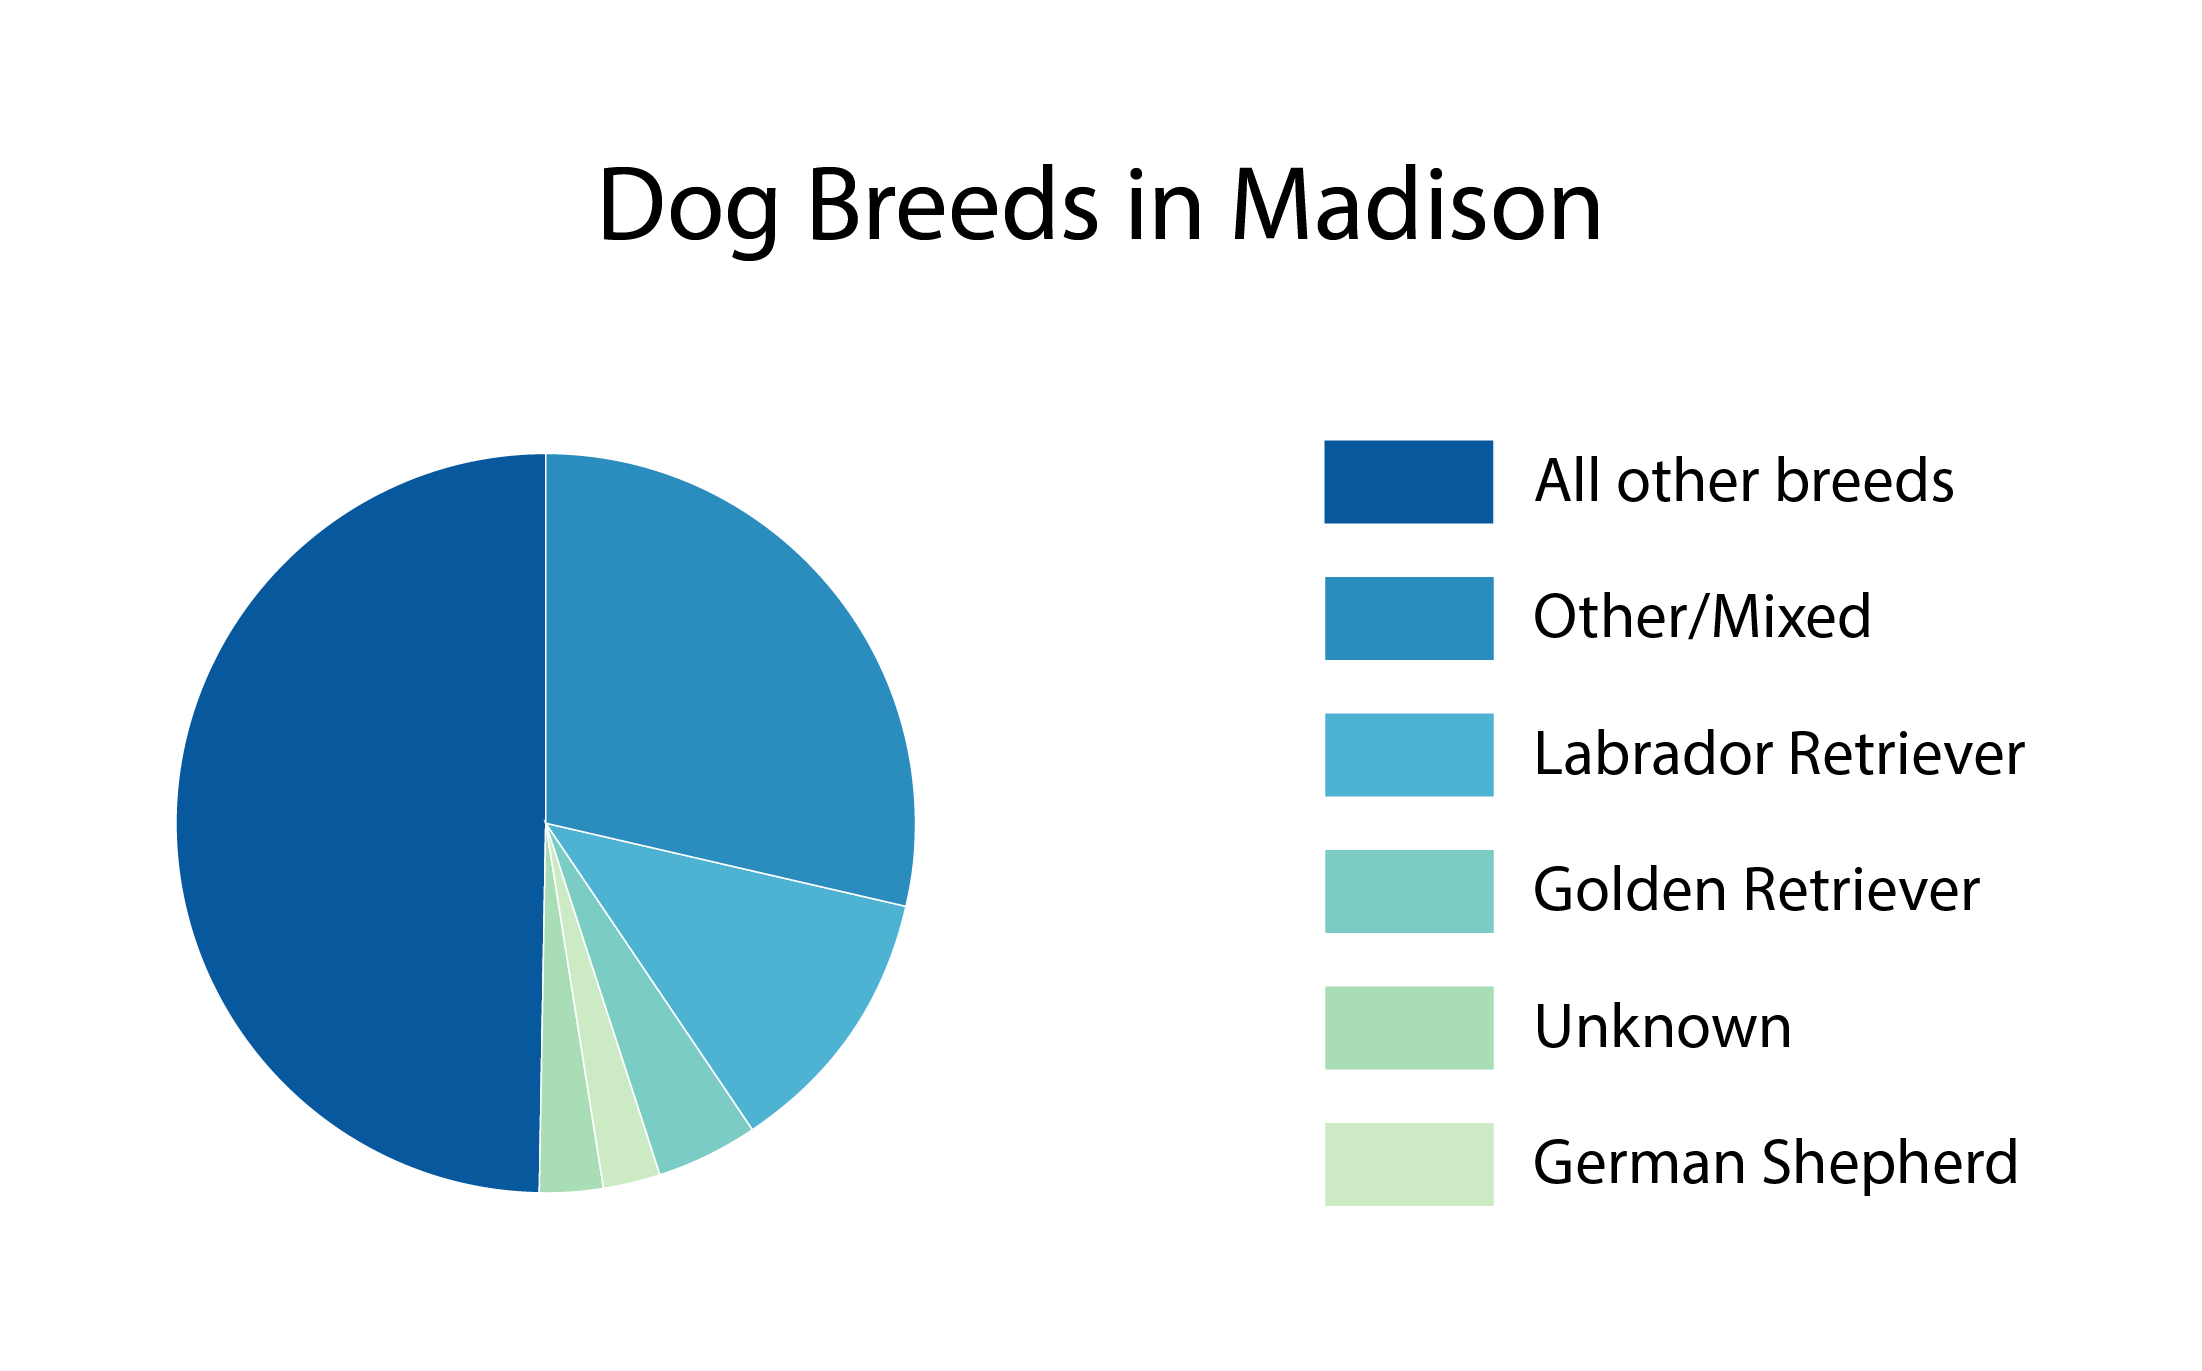 Dog Breeds in Madison
All other breeds
Other/Mixed
Labrador Retriever
Golden Retriever
Unknown
German Shepherd